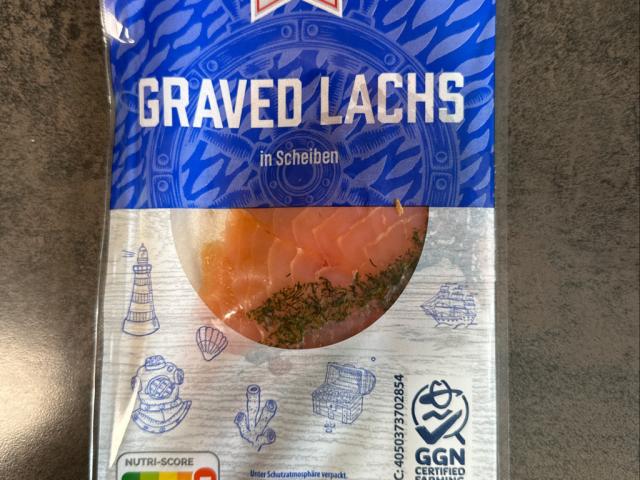 GRAVED LACHS
in Scheiben
NUTRI-SCORE
Unter Schutzatmosphäre verpackt.
C: 4050373702854
GGN
CERTIFIED
FARMING